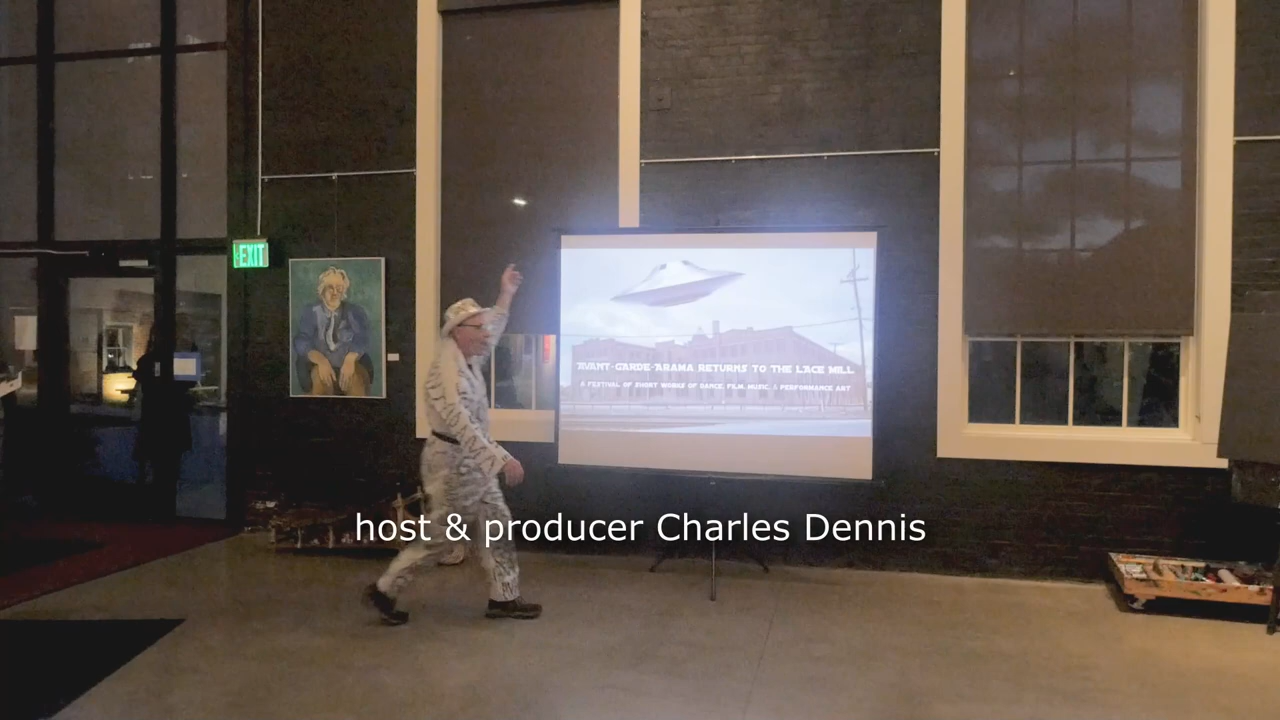 EXIT
AVANT-GARDE-ARAMA RETURNS TO THE LACE MILL
A FESTIVAL OF SHORT WORKS OF DANCE, FILM, MUSIC, & PERFORMANCE ART
host & producer Charles Dennis